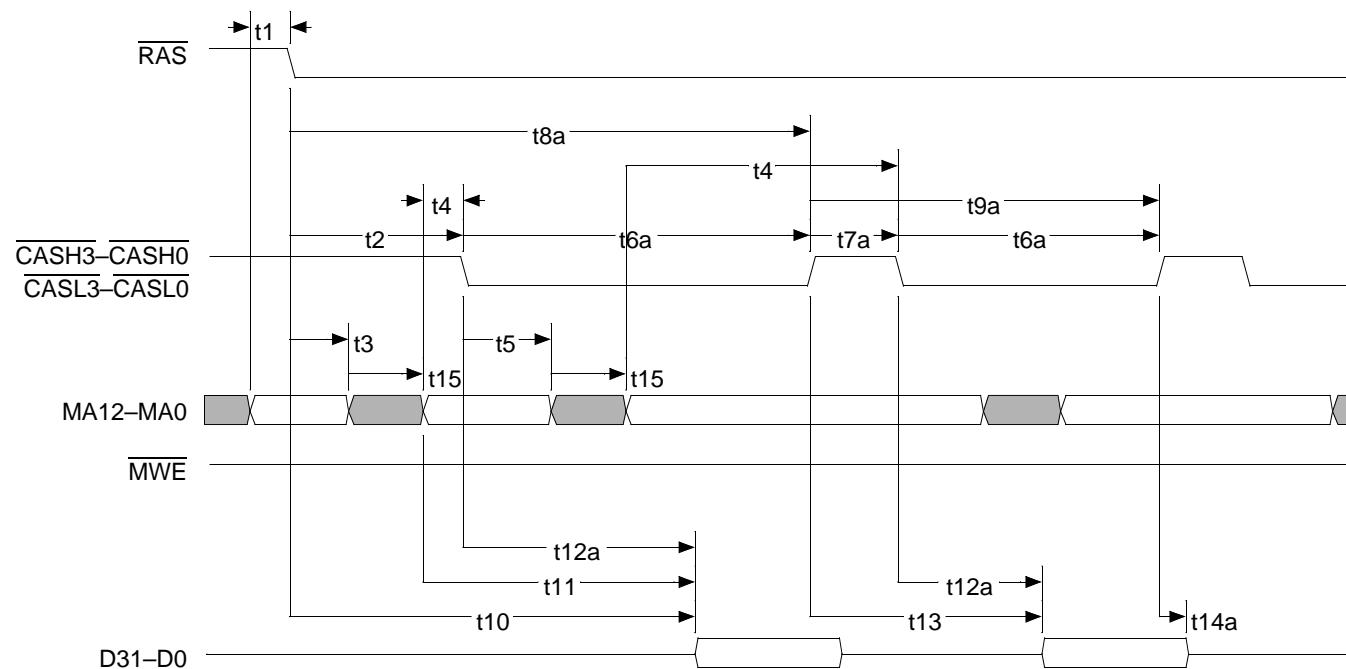 t1
RAS
t8a
t4
t4
t9a
t2
t6a
t7a
t6a
CASH3–CASH0
CASL3–CASL0
t3
t5
t15
t15
MA12–MA0
MWE
t12a
t11
t12a
t10
t13
t14a
D31–D0